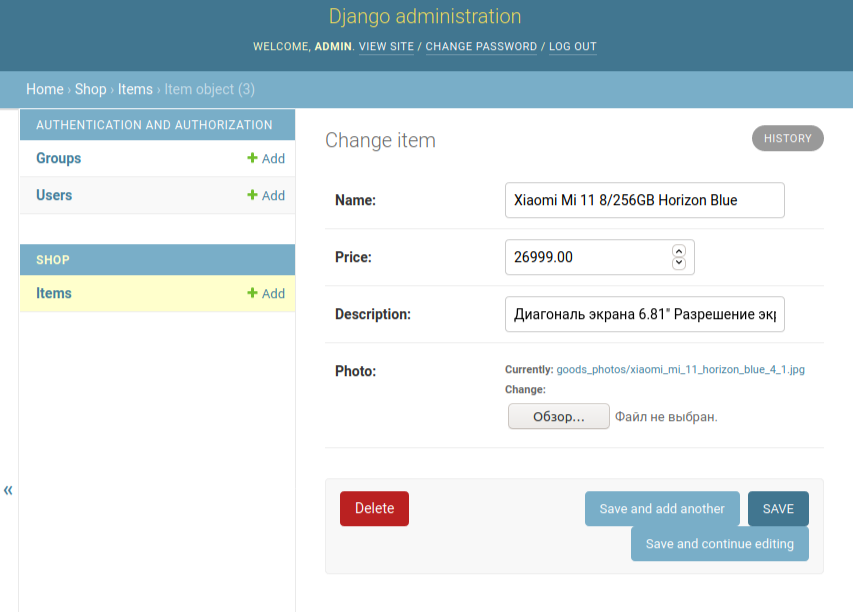 Django administration
WELCOME, ADMIN. VIEW SITE / CHANGE PASSWORD / LOG OUT
Home › Shop › Items › Item object (3)
AUTHENTICATION AND AUTHORIZATION
Groups + Add
Users + Add
SHOP
Items + Add
«
Change item
HISTORY
Name: Xiaomi Mi 11 8/256GB Horizon Blue
Price: 26999.00
Description: Диагональ экрана 6.81" Разрешение
Photo: Currently: goods_photos/xiaomi_mi_11_horizon_blue_4_1.jpg
Change:
Обзор... Файл не выбран.
Delete Save and add another SAVE
Save and continue editing